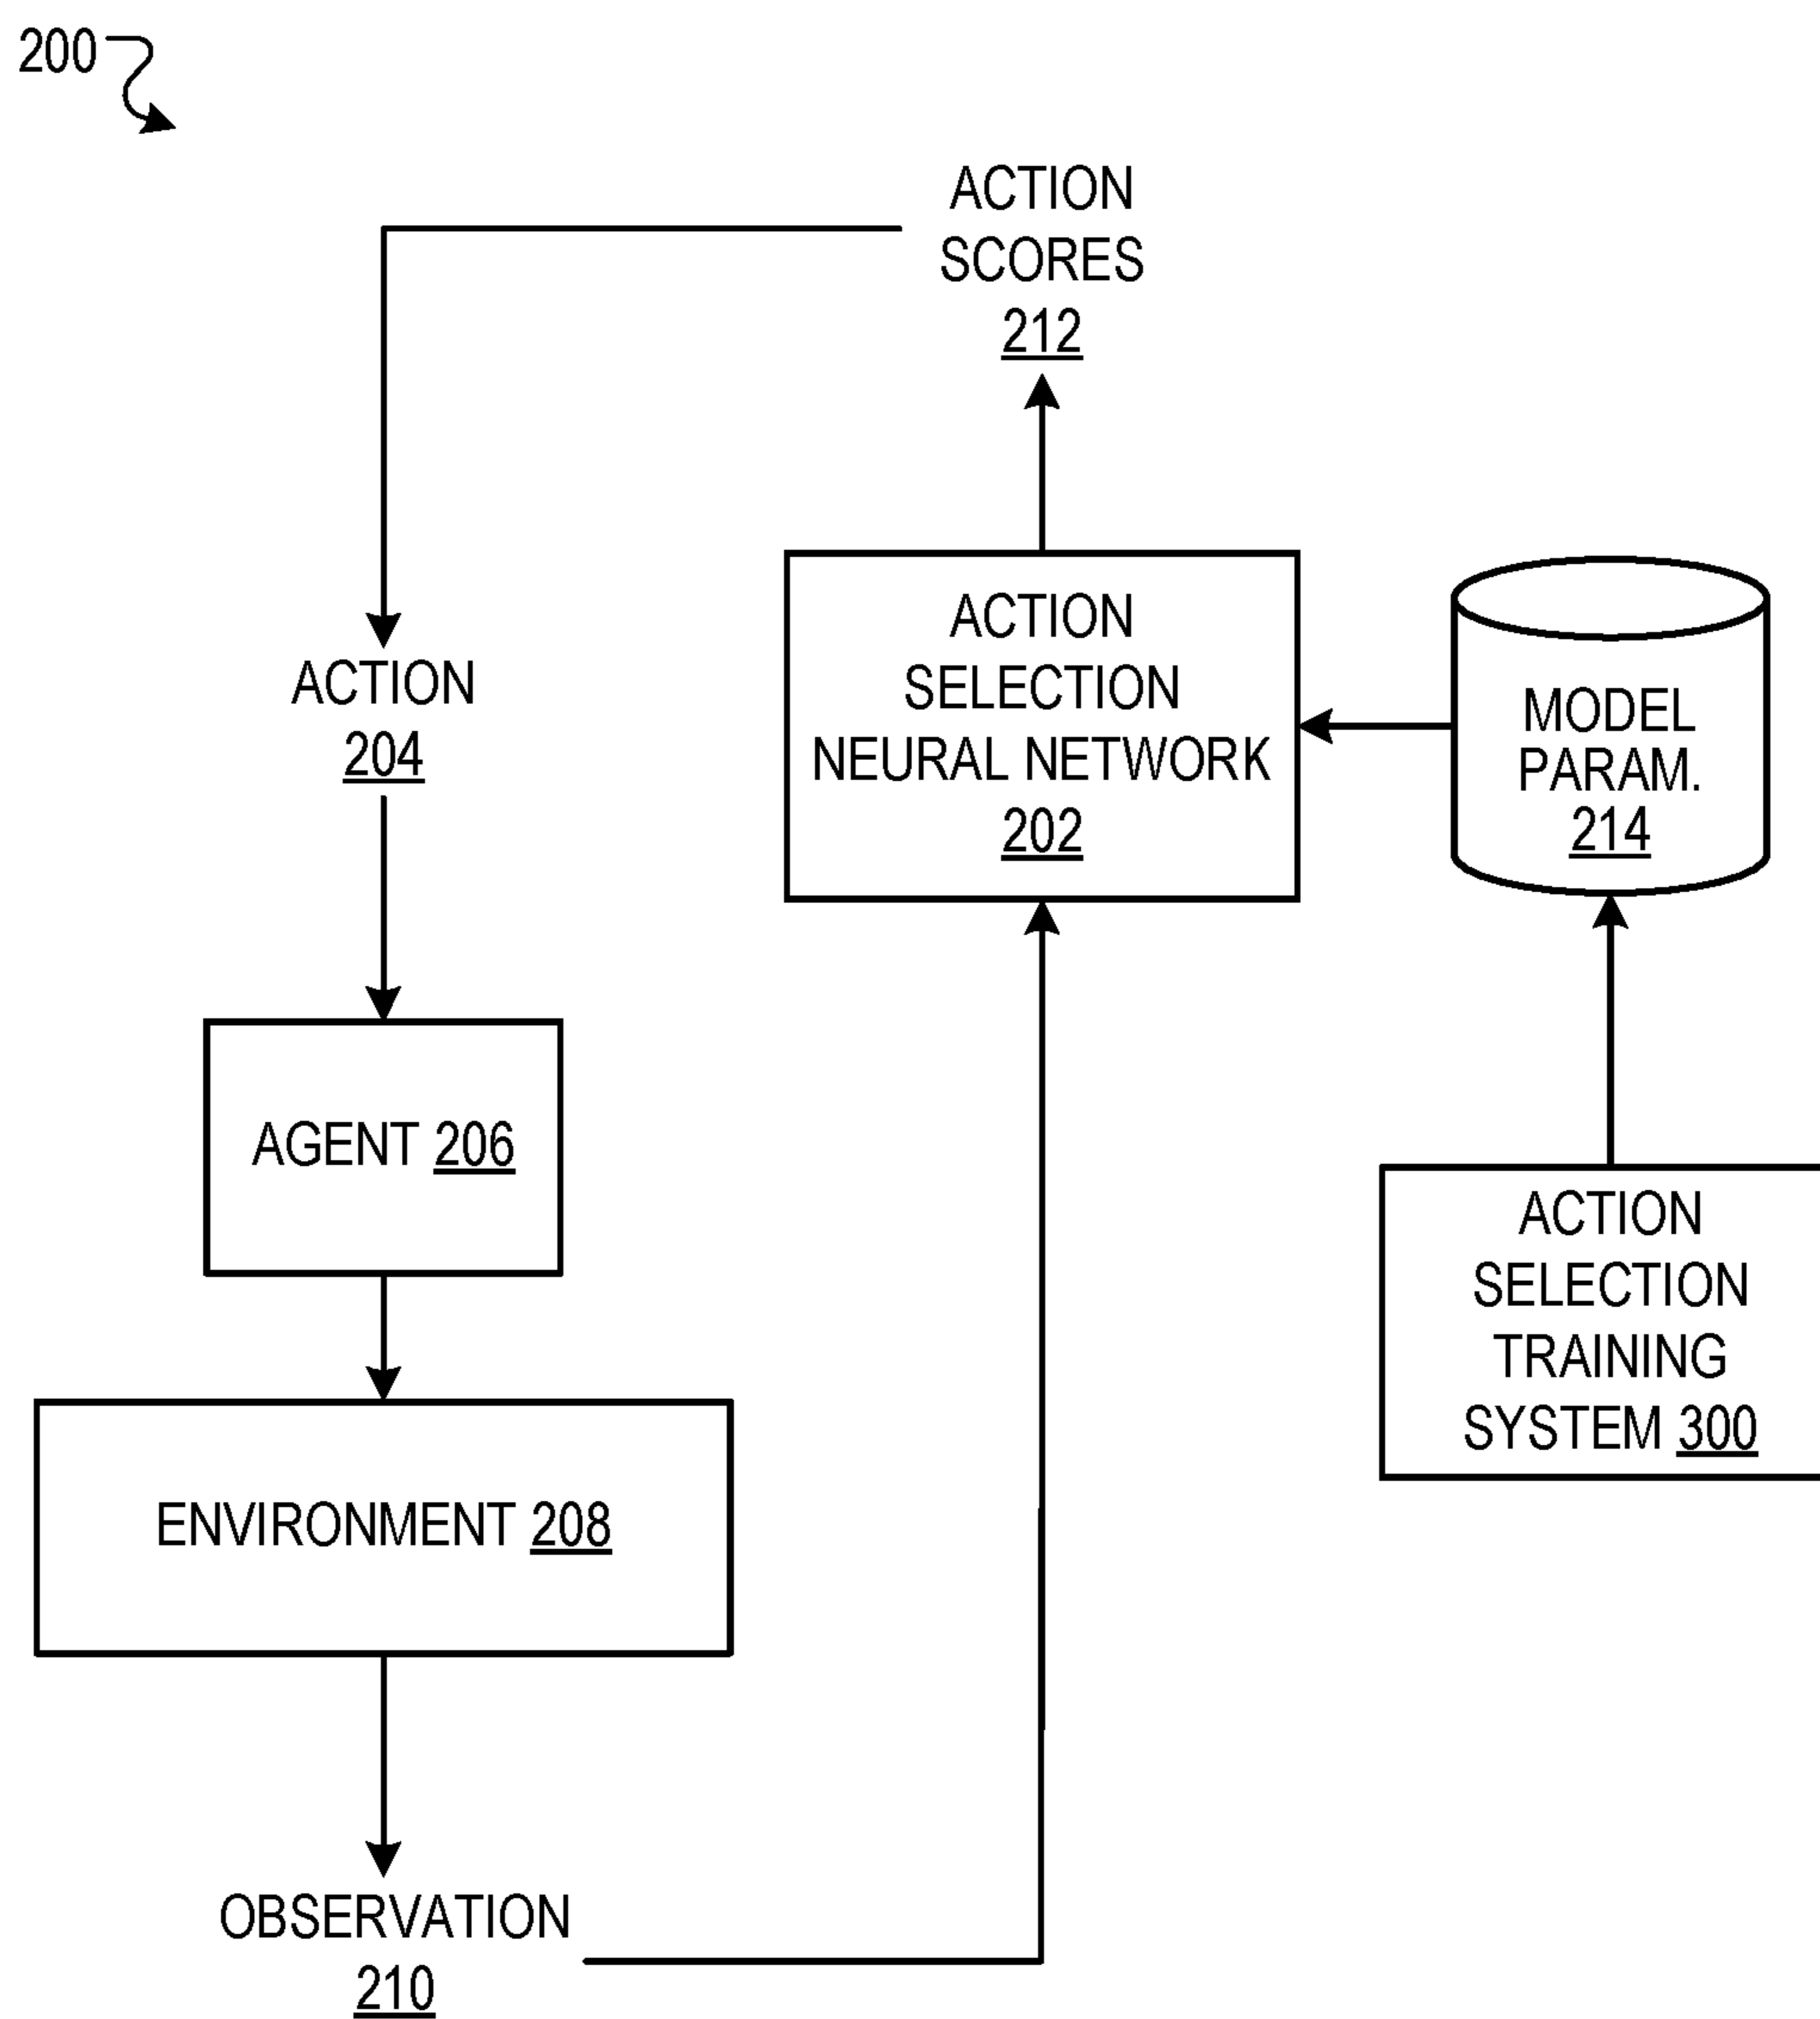 200
ACTION
SCORES
212
ACTION
204
ACTION
SELECTION
NEURAL NETWORK
202
MODEL
PARAM.
214
AGENT 206
ACTION
SELECTION
TRAINING
SYSTEM 300
ENVIRONMENT 208
OBSERVATION
210